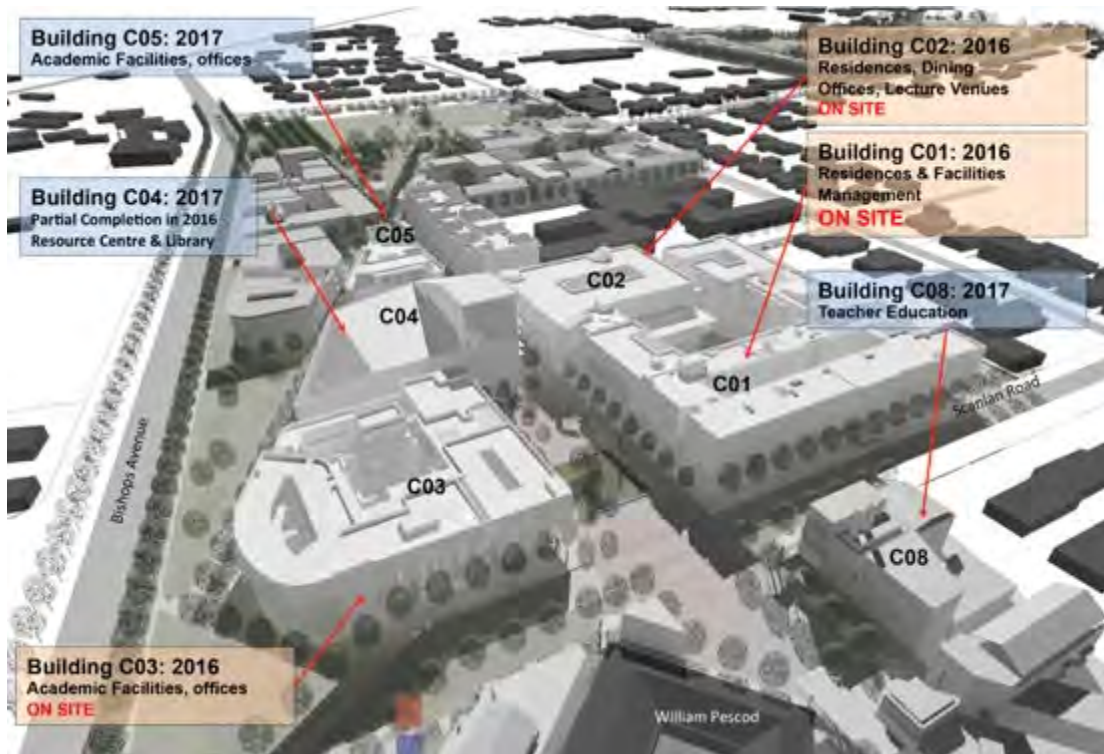 Building C05: 2017
Academic Facilities, offices
Building C02: 2016
Residences, Dining
Offices, Lecture Venues
ON SITE
Building C01: 2016
Residences & Facilities
Management
ON SITE
Building C04: 2017
Partial Completion in 2016
Resource Centre & Library
Building C08: 2017
Teacher Education
C05
C02
C04
C01
Scanlan Road
Bishops Avenue
C03
C08
Building C03: 2016
Academic Facilities, offices
ON SITE
William Pescod